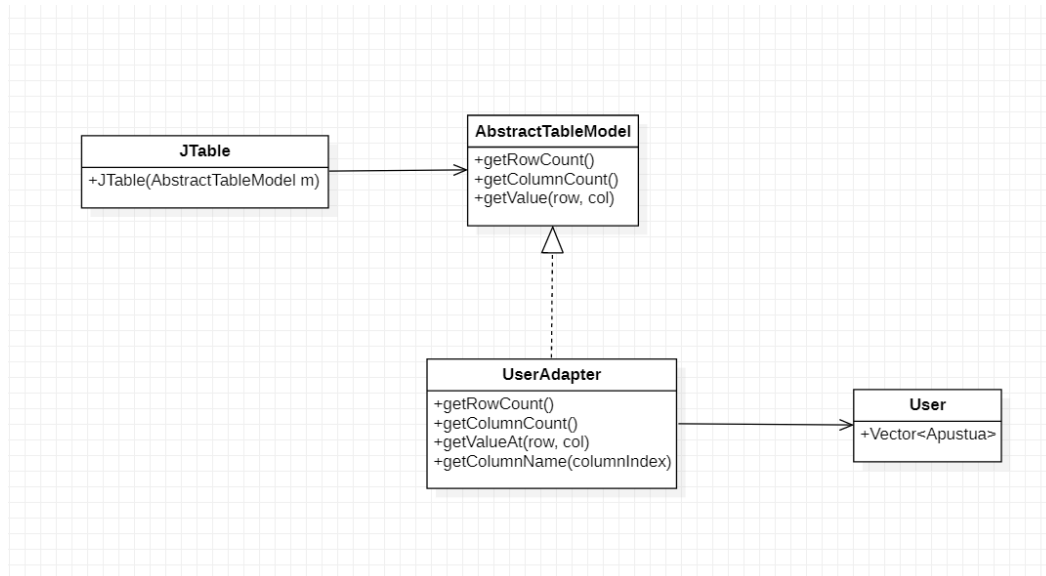 JTable
+JTable(AbstractTableModel m)
AbstractTableModel
+getRowCount()
+getColumnCount()
+getValue(row, col)
UserAdapter
+getRowCount()
+getColumnCount()
+getValueAt(row, col)
+getColumnName(columnIndex)
User
+Vector<Apustua>